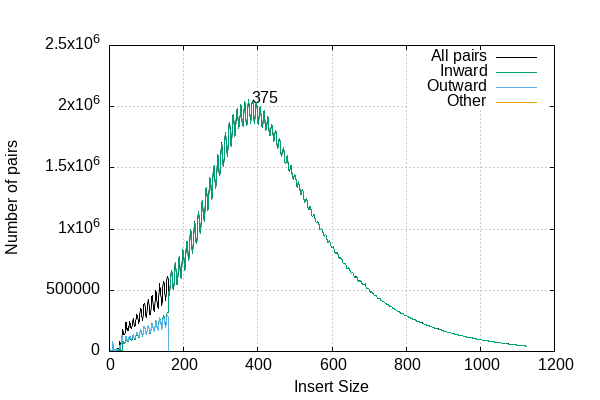 2.5x10⁶
2x10⁶
1.5x10⁶
1x10⁶
500000
0
Number of pairs
All pairs
Inward
Outward
Other
375
0 200 400 600 800 1000 1200
Insert Size